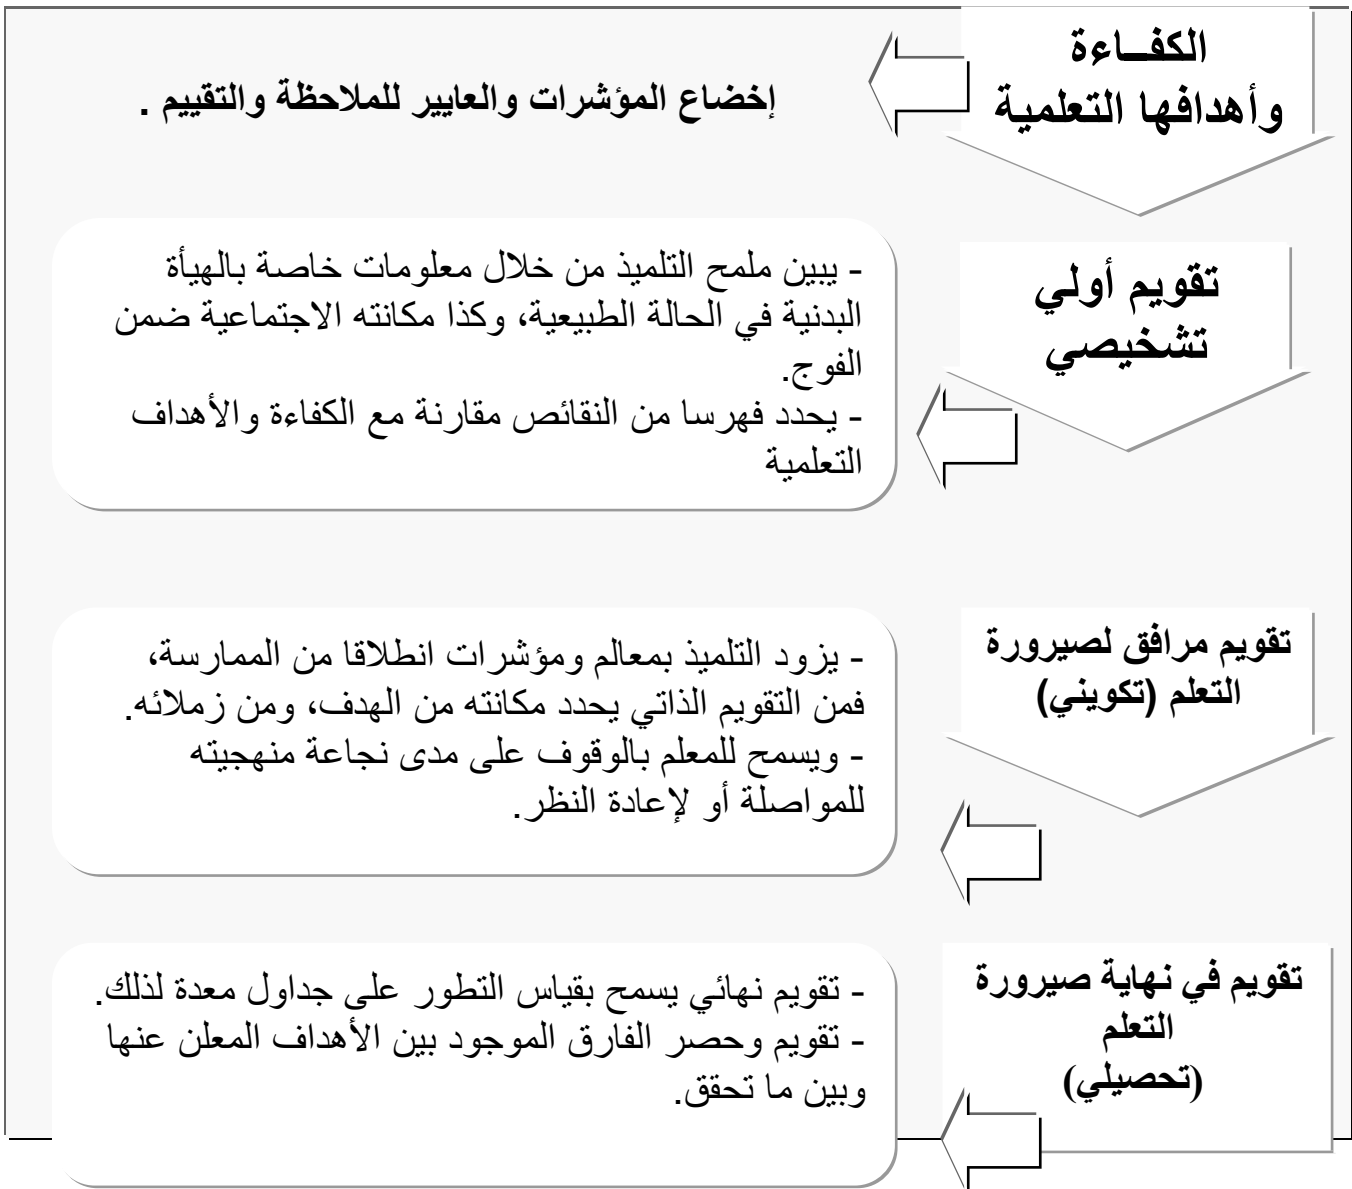 الكفــاءة
وأهدافها التعلمية
إخضاع المؤشرات والعايير للملاحظة والتقييم .
تقويم أولي
تشخيصي
- يبين ملمح التلميذ من خلال معلومات خاصة بالهيأة
البدنية في الحالة الطبيعية، وكذا مكانته الاجتماعية ضمن
الفوج.
- يحدد فهرسا من النقائص مقارنة مع الكفاءة والأهداف
التعلمية
تقويم مرافق لصيرورة
التعلم (تكويني)
- يزود التلميذ بمعالم ومؤشرات انطلاقا من الممارسة،
فمن التقويم الذاتي يحدد مكانته من الهدف، ومن زملائه.
- ويسمح للمعلم بالوقوف على مدى نجاعة منهجيته
للمواصلة أو لإعادة النظر.
تقويم في نهاية صيرورة
التعلم
(تحصيلي)
- تقويم نهائي يسمح بقياس التطور على جداول معدة لذلك.
- تقويم وحصر الفارق الموجود بين الأهداف المعلن عنها
وبين ما تحقق.